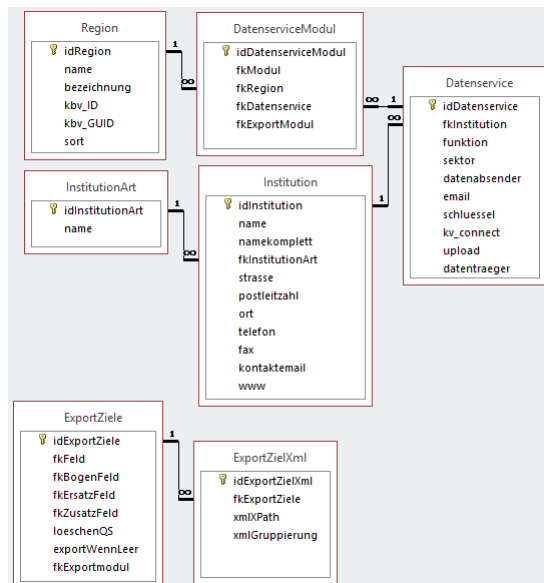 Region
idRegion
name
bezeichnung
kbv_ID
kbv_GUID
sort
1
∞
DatenserviceModul
idDatenserviceModul
fkModul
fkRegion
fkDatenservice
fkExportModul
∞
1
Datenservice
idDatenservice
fkInstitution
funktion
sektor
datenabsender
email
schluessel
kv_connect
upload
datentraeger
∞
1
InstitutionArt
idInstitutionArt
name
1
∞
Institution
idInstitution
name
namekomplett
fkInstitutionArt
strasse
postleitzahl
ort
telefon
fax
kontaktemail
www
ExportZiele
idExportZiele
fkFeld
fkBogenFeld
fkErsatzFeld
fkZusatzFeld
loeschenQS
exportWennLeer
fkExportmodul
1
∞
ExportZielXml
idExportZielXml
fkExportZiele
xmlXPath
xmlGruppierung